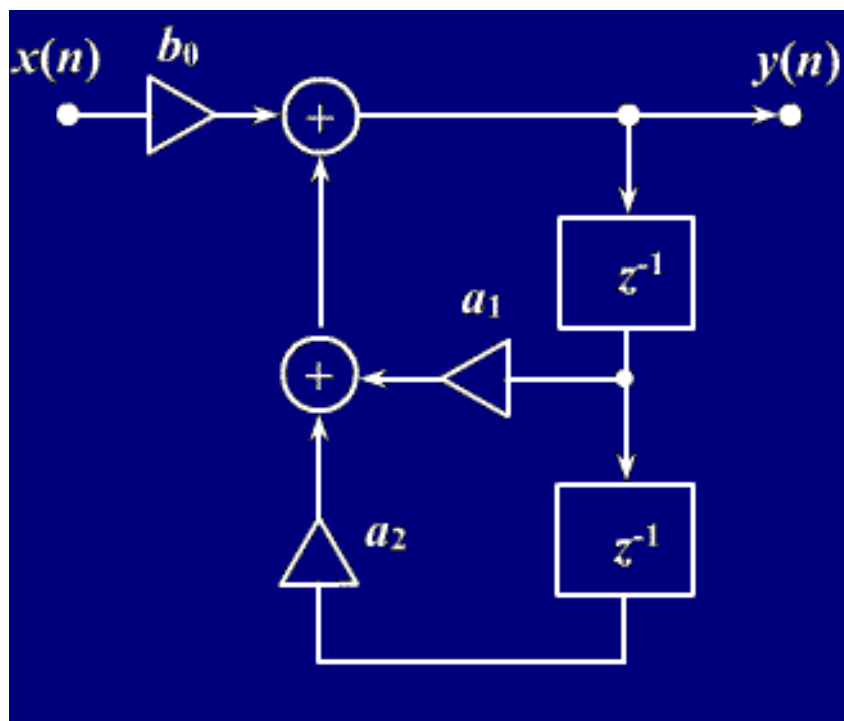 x(n)
b₀
y(n)
+
z⁻¹
a₁
+
a₂
z⁻¹